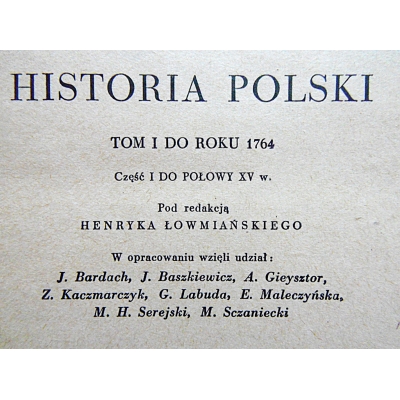 HISTORIA POLSKI
TOM I DO ROKU 1764
Część I DO POŁOWY XV w.
Pod redakcją
HENRYKA ŁOWMIAŃSKIEGO
W opracowaniu wzięli udział:
J. Bardach, J. Baszkiewicz, A. Gieysztor,
Z. Kaczmarczyk, G. Labuda, E. Maleczyńska,
M. H. Serejski, M. Sczaniecki